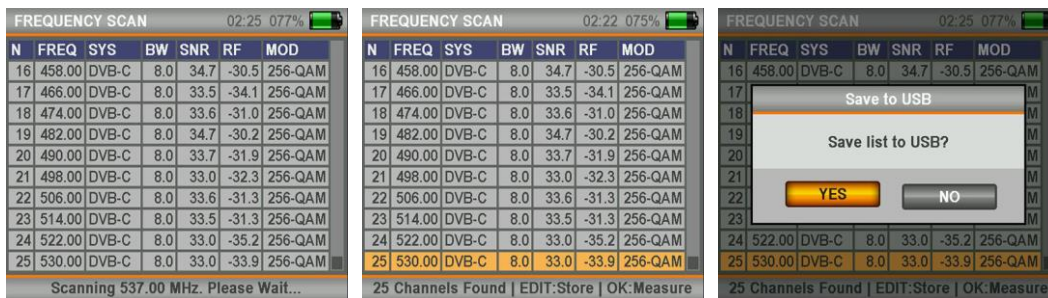 FREQUENCY SCAN 02:25 077%
N FREQ SYS BW SNR RF MOD
16 458.00 DVB-C 8.0 34.7 -30.5 256-QAM
17 466.00 DVB-C 8.0 33.5 -34.1 256-QAM
18 474.00 DVB-C 8.0 33.6 -31.0 256-QAM
19 482.00 DVB-C 8.0 34.7 -30.2 256-QAM
20 490.00 DVB-C 8.0 33.7 -31.9 256-QAM
21 498.00 DVB-C 8.0 33.0 -32.3 256-QAM
22 506.00 DVB-C 8.0 33.6 -31.3 256-QAM
23 514.00 DVB-C 8.0 33.5 -31.3 256-QAM
24 522.00 DVB-C 8.0 33.0 -35.2 256-QAM
25 530.00 DVB-C 8.0 33.0 -33.9 256-QAM
Scanning 537.00 MHz. Please Wait...
FREQUENCY SCAN 02:22 075%
N FREQ SYS BW SNR RF MOD
16 458.00 DVB-C 8.0 34.7 -30.5 256-QAM
17 466.00 DVB-C 8.0 33.5 -34.1 256-QAM
18 474.00 DVB-C 8.0 33.6 -31.0 256-QAM
19 482.00 DVB-C 8.0 34.7 -30.2 256-QAM
20 490.00 DVB-C 8.0 33.7 -31.9 256-QAM
21 498.00 DVB-C 8.0 33.0 -32.3 256-QAM
22 506.00 DVB-C 8.0 33.6 -31.3 256-QAM
23 514.00 DVB-C 8.0 33.5 -31.3 256-QAM
24 522.00 DVB-C 8.0 33.0 -35.2 256-QAM
25 530.00 DVB-C 8.0 33.0 -33.9 256-QAM
25 Channels Found | EDIT:Store | OK:Measure
FREQUENCY SCAN 02:25 077%
N FREQ SYS BW SNR RF MOD
16 458.00 DVB-C 8.0 34.7 -30.5 256-QAM
17 M
Save to USB
18 M
19 M
Save list to USB?
20 M
21 M
22 M
YES NO
23 M
24 522.00 DVB-C 8.0 33.0 -35.2 256-QAM
25 530.00 DVB-C 8.0 33.0 -33.9 256-QAM
25 Channels Found | EDIT:Store | OK:Measure